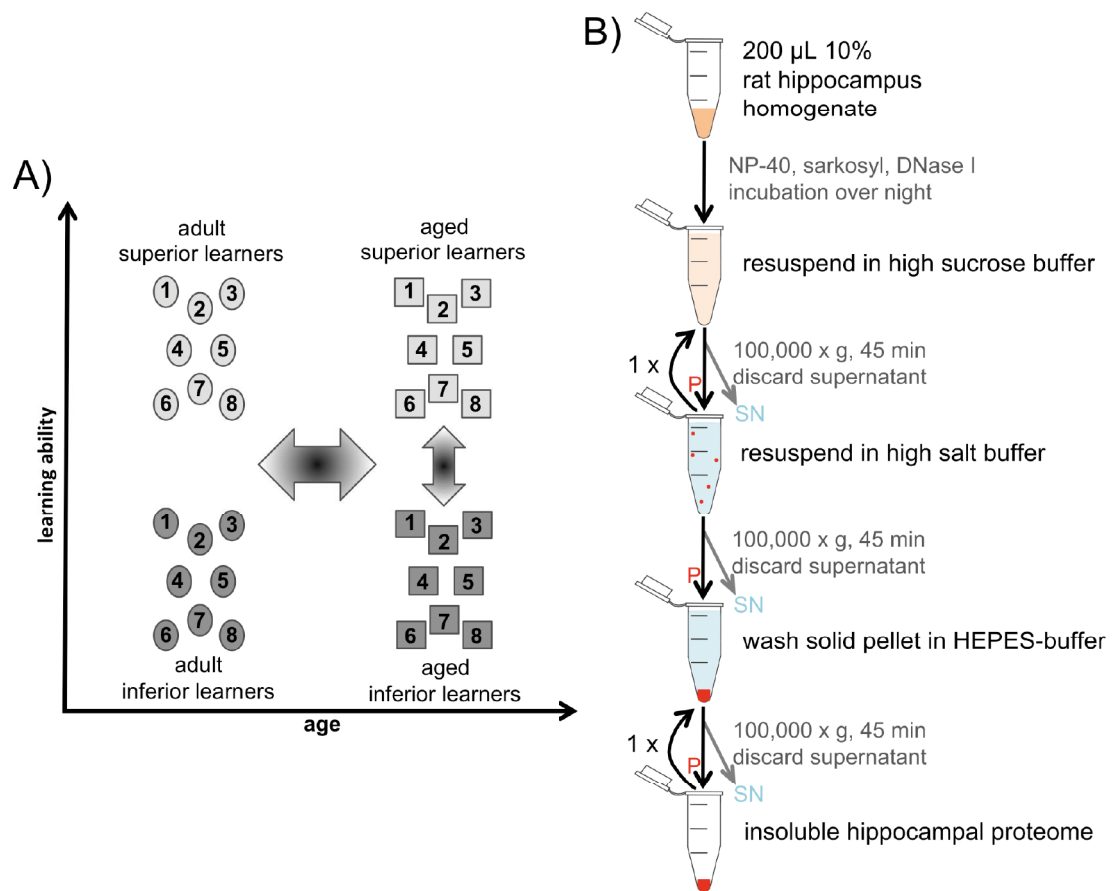 A)
learning ability
adult
superior learners
1
2
3
4
5
6
7
8
aged
superior learners
1
2
3
4
5
6
7
8
1
2
3
4
5
6
7
8
adult
inferior learners
1
2
3
4
5
6
7
8
aged
inferior learners
age
B)
200 µL 10%
rat hippocampus
homogenate
NP-40, sarkosyl, DNase I
incubation over night
resuspend in high sucrose buffer
1 x
100,000 x g, 45 min
discard supernatant
P
SN
resuspend in high salt buffer
100,000 x g, 45 min
discard supernatant
P
SN
wash solid pellet in HEPES-buffer
1 x
100,000 x g, 45 min
discard supernatant
P
SN
insoluble hippocampal proteome